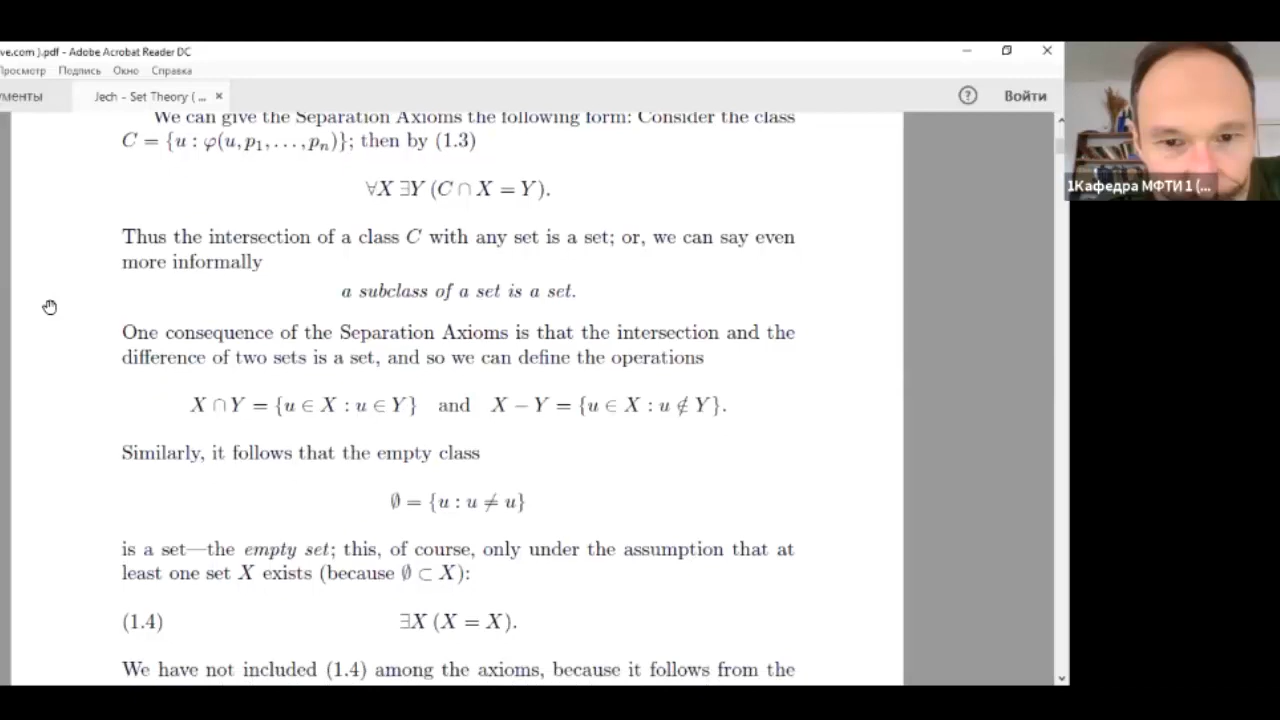 ve.com ).pdf - Adobe Acrobat Reader DC
Просмотр Подпись Окно Справка
ументы Jech - Set Theory ( ... × Войти
We can give the Separation Axioms the following form: Consider the class
C = {u : φ(u, p₁, . . . , pₙ)}; then by (1.3)
∀X ∃Y (C ∩ X = Y).
Thus the intersection of a class C with any set is a set; or, we can say even
more informally
a subclass of a set is a set.
One consequence of the Separation Axioms is that the intersection and the
difference of two sets is a set, and so we can define the operations
X ∩ Y = {u ∈ X : u ∈ Y} and X − Y = {u ∈ X : u ∉ Y}.
Similarly, it follows that the empty class
∅ = {u : u ≠ u}
is a set—the empty set; this, of course, only under the assumption that at
least one set X exists (because ∅ ⊂ X):
(1.4) ∃X (X = X).
We have not included (1.4) among the axioms, because it follows from the
1Кафедра МФТИ 1 (...